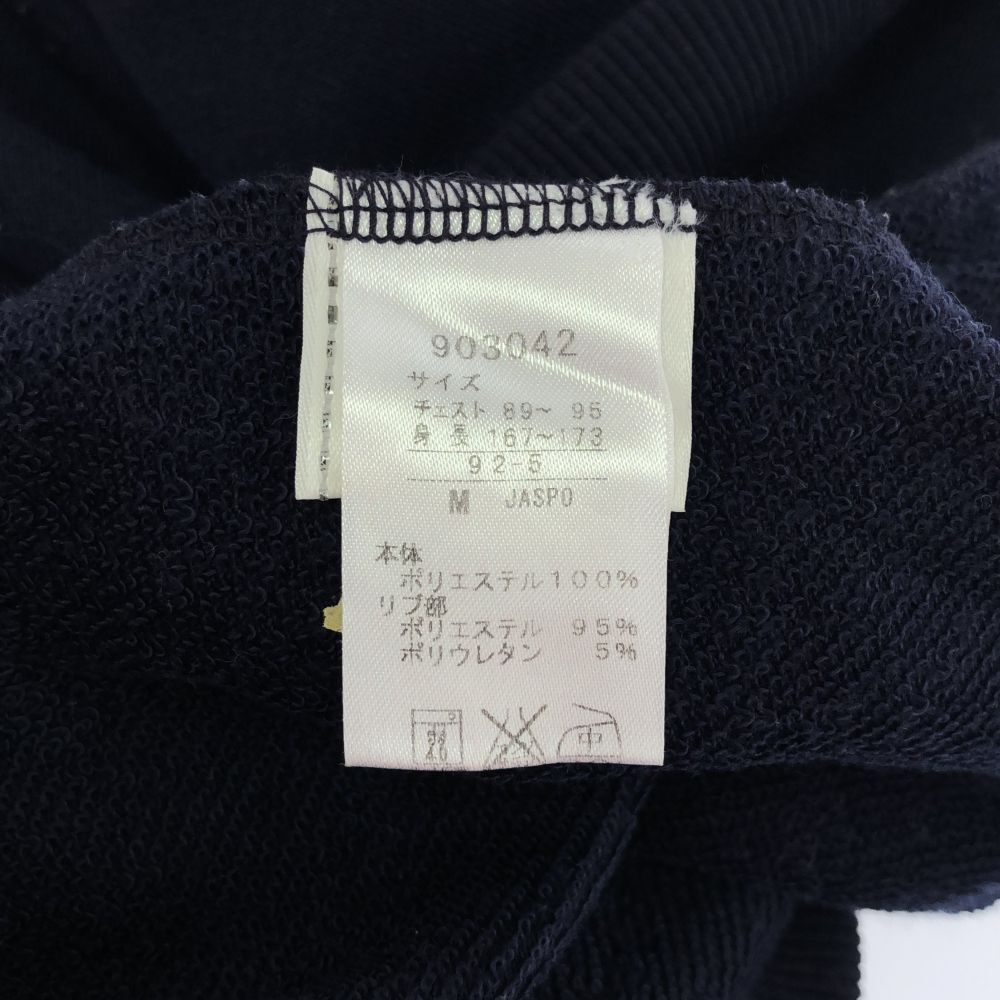 903042
サイズ
チェスト 89～ 95
身 長 167～173
92-5
M JASPO
本体
ポリエステル100%
リブ部
ポリエステル 95%
ポリウレタン 5%
中